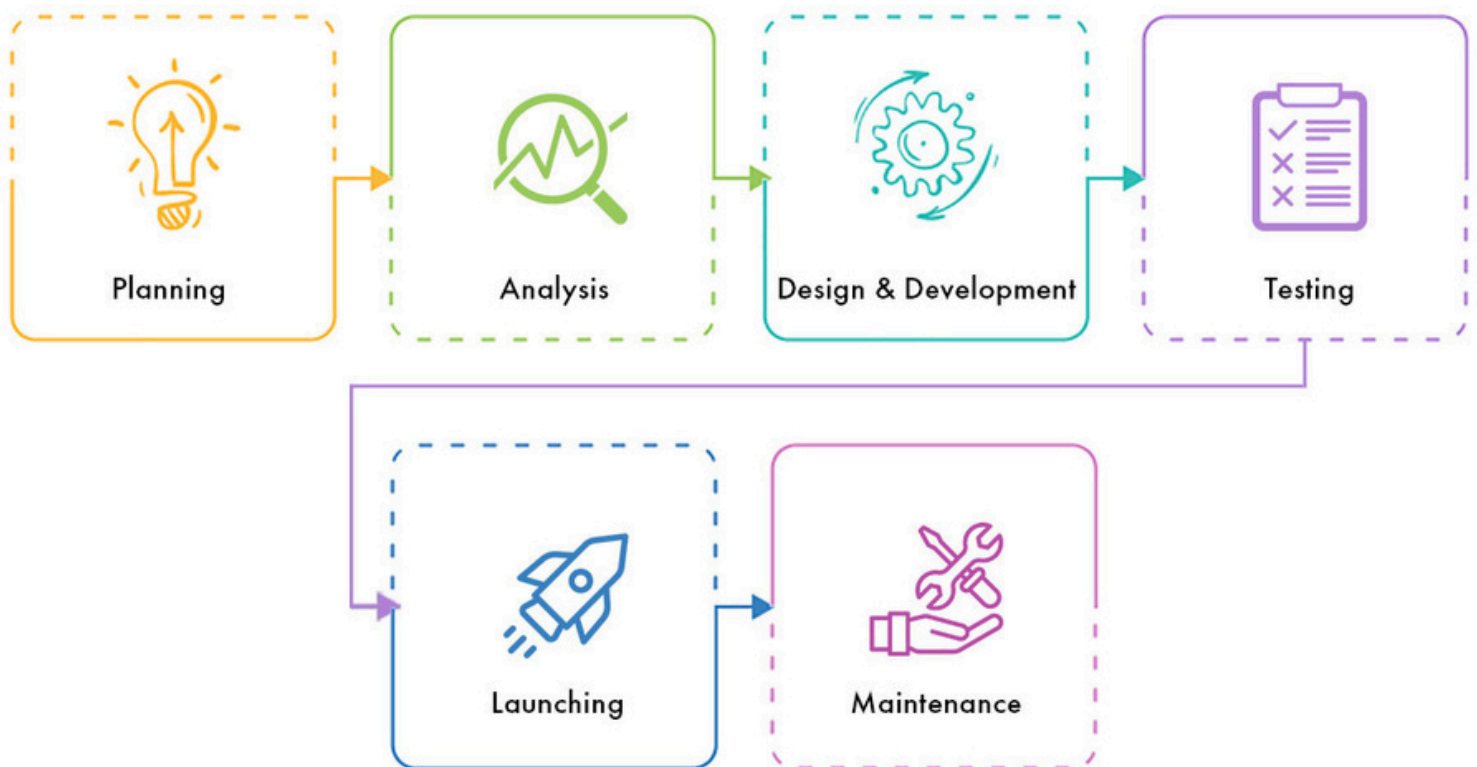 Planning
Analysis
Design & Development
Testing
Launching
Maintenance